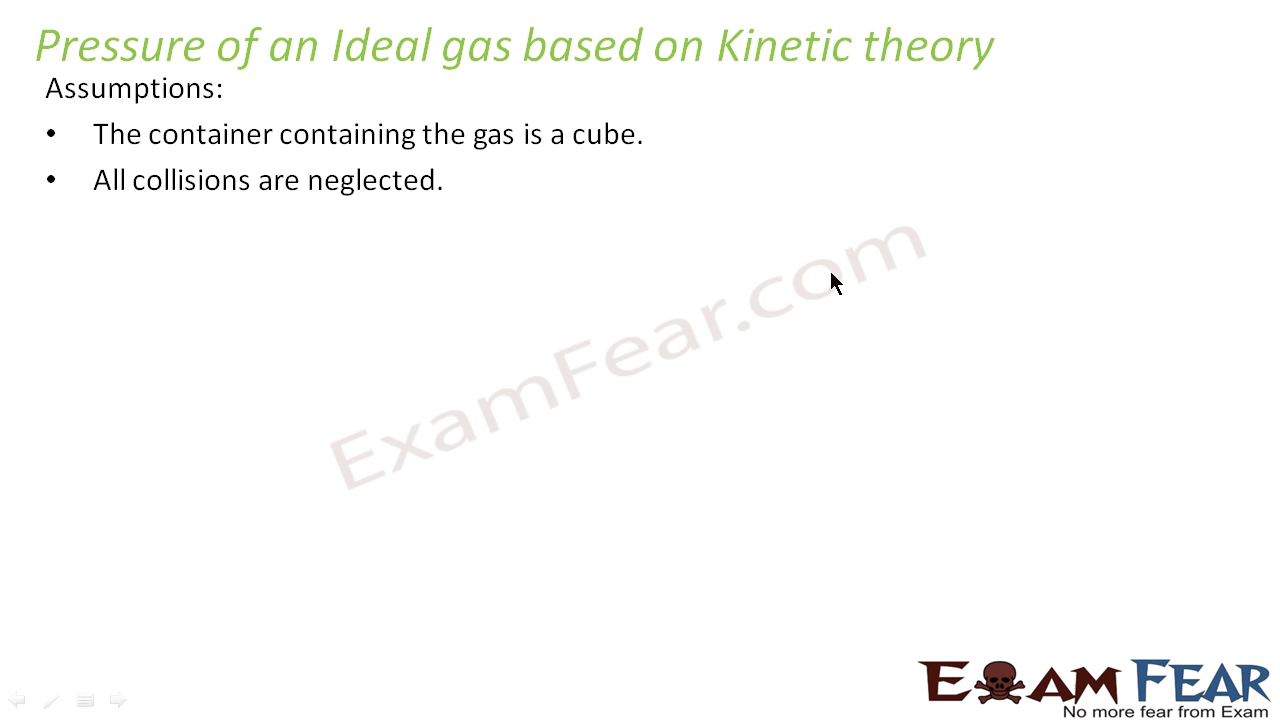 Pressure of an Ideal gas based on Kinetic theory
Assumptions:
• The container containing the gas is a cube.
• All collisions are neglected.
ExamFear.com
EXAM FEAR
No more fear from Exam